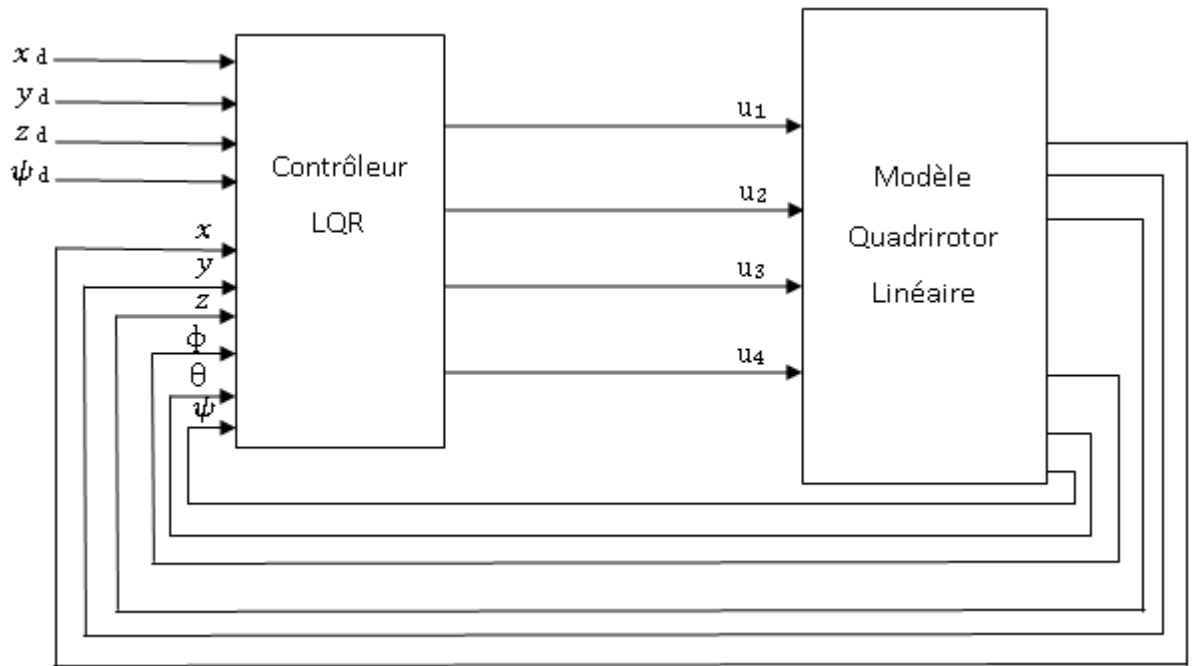 x d
y d
z d
ψ d
Contrôleur
LQR
x
y
z
ϕ
θ
ψ
u1
u2
u3
u4
Modèle
Quadrirotor
Linéaire